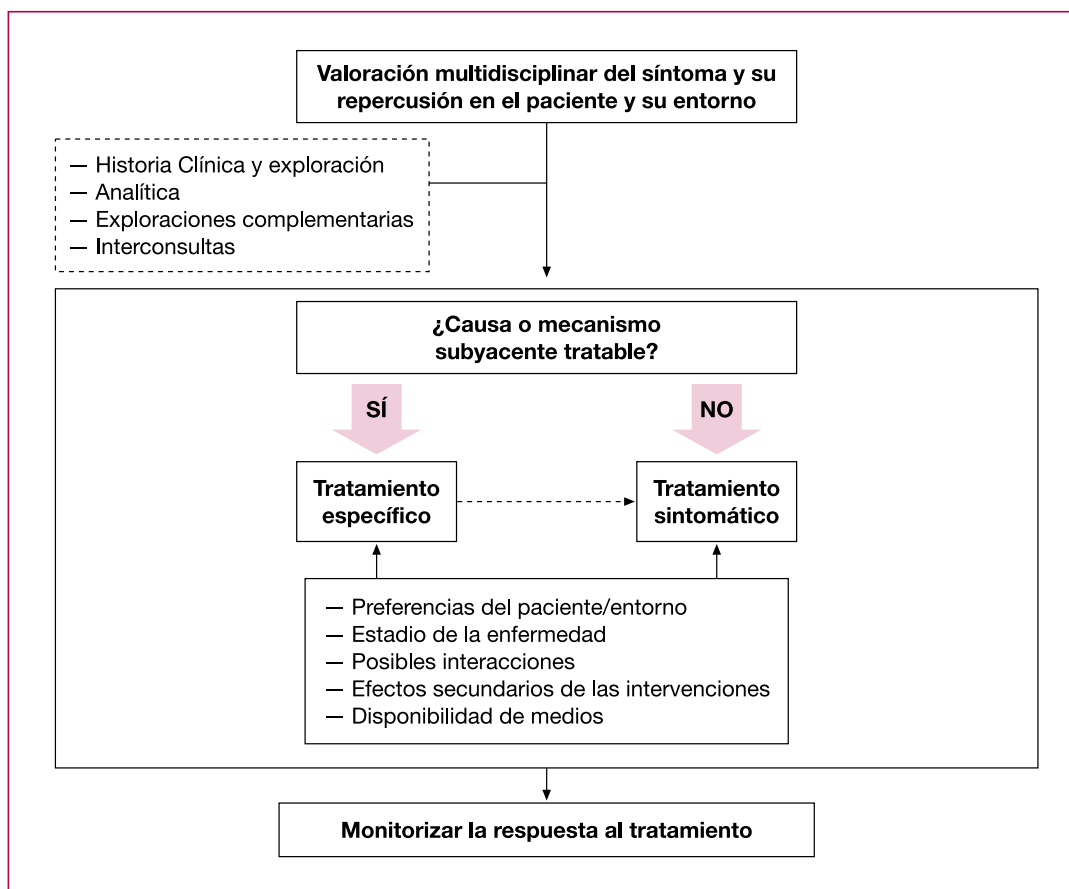 Valoración multidisciplinar del síntoma y su
repercusión en el paciente y su entorno
— Historia Clínica y exploración
— Analítica
— Exploraciones complementarias
— Interconsultas
¿Causa o mecanismo
subyacente tratable?
SÍ
NO
Tratamiento
específico
Tratamiento
sintomático
— Preferencias del paciente/entorno
— Estadio de la enfermedad
— Posibles interacciones
— Efectos secundarios de las intervenciones
— Disponibilidad de medios
Monitorizar la respuesta al tratamiento